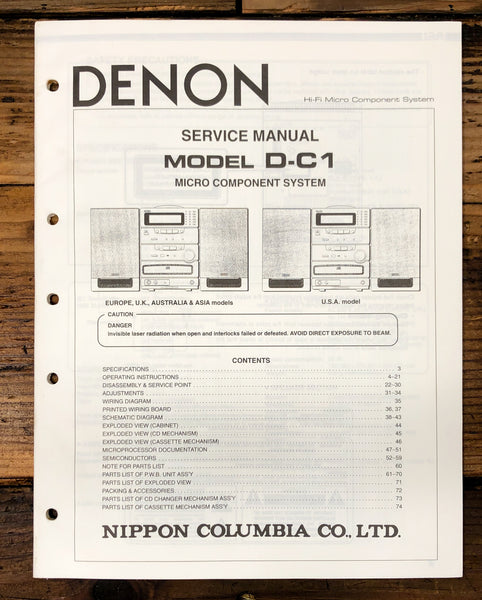 DENON
Hi-Fi Micro Component System
SERVICE MANUAL
MODEL D-C1
MICRO COMPONENT SYSTEM
EUROPE, U.K., AUSTRALIA & ASIA models
U.S.A. model
CAUTION
DANGER
Invisible laser radiation when open and interlocks failed or defeated. AVOID DIRECT EXPOSURE TO BEAM.
CONTENTS
SPECIFICATIONS 3
OPERATING INSTRUCTIONS 4~21
DISASSEMBLY & SERVICE POINT 22~30
ADJUSTMENTS 31~34
WIRING DIAGRAM 35
PRINTED WIRING BOARD 36, 37
SCHEMATIC DIAGRAM 38~43
EXPLODED VIEW (CABINET) 44
EXPLODED VIEW (CD MECHANISM) 45
EXPLODED VIEW (CASSETTE MECHANISM) 46
MICROPROCESSOR DOCUMENTATION 47~51
SEMICONDUCTORS 52~59
NOTE FOR PARTS LIST 60
PARTS LIST OF P.W.B. UNIT ASS'Y 61~70
PARTS LIST OF EXPLODED VIEW 71
PACKING & ACCESSORIES 72
PARTS LIST OF CD CHANGER MECHANISM ASS'Y 73
PARTS LIST OF CASSETTE MECHANISM ASS'Y 74
NIPPON COLUMBIA CO., LTD.